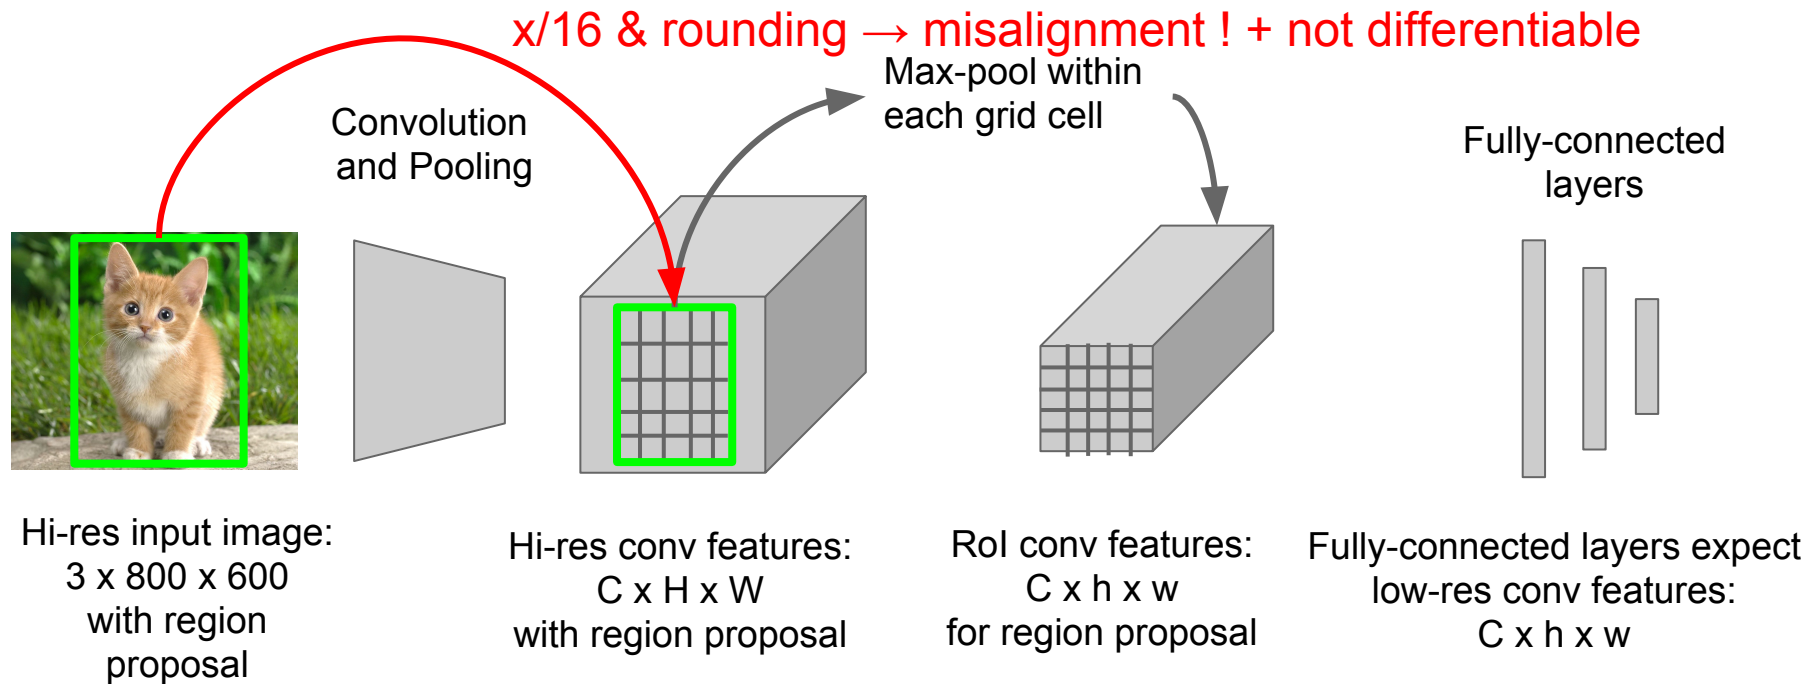 x/16 & rounding → misalignment ! + not differentiable
Max-pool within
each grid cell
Convolution
and Pooling
Fully-connected
layers
Hi-res input image:
3 x 800 x 600
with region
proposal
Hi-res conv features:
C x H x W
with region proposal
RoI conv features:
C x h x w
for region proposal
Fully-connected layers expect
low-res conv features:
C x h x w